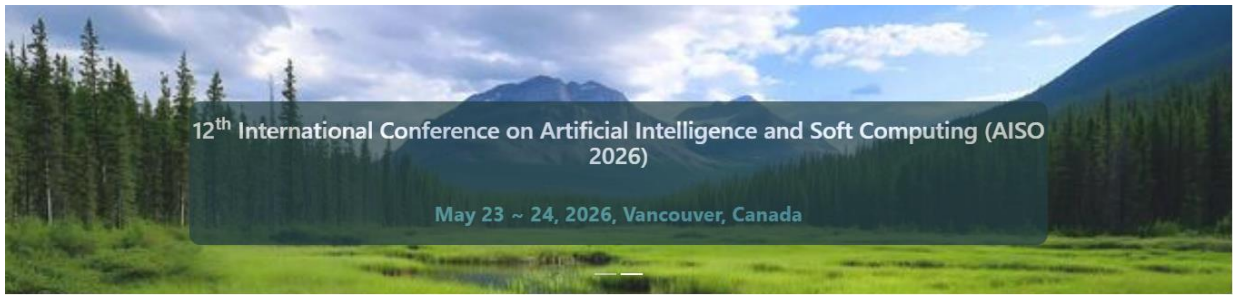 12th International Conference on Artificial Intelligence and Soft Computing (AISO
2026)
May 23 ~ 24, 2026, Vancouver, Canada